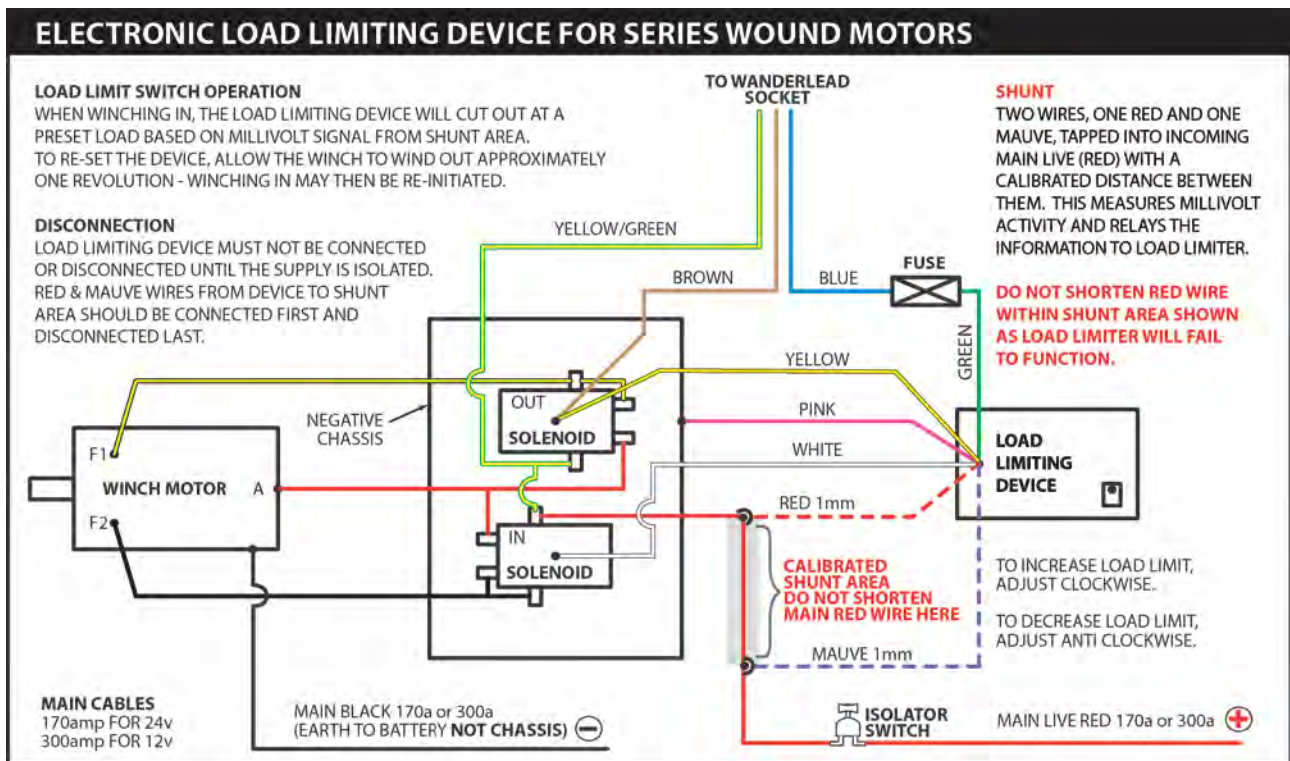 ELECTRONIC LOAD LIMITING DEVICE FOR SERIES WOUND MOTORS
LOAD LIMIT SWITCH OPERATION
WHEN WINCHING IN, THE LOAD LIMITING DEVICE WILL CUT OUT AT A
PRESET LOAD BASED ON MILLIVOLT SIGNAL FROM SHUNT AREA.
TO RE-SET THE DEVICE, ALLOW THE WINCH TO WIND OUT APPROXIMATELY
ONE REVOLUTION - WINCHING IN MAY THEN BE RE-INITIATED.
DISCONNECTION
LOAD LIMITING DEVICE MUST NOT BE CONNECTED
OR DISCONNECTED UNTIL THE SUPPLY IS ISOLATED.
RED & MAUVE WIRES FROM DEVICE TO SHUNT
AREA SHOULD BE CONNECTED FIRST AND
DISCONNECTED LAST.
TO WANDERLEAD
SOCKET
SHUNT
TWO WIRES, ONE RED AND ONE
MAUVE, TAPPED INTO INCOMING
MAIN LIVE (RED) WITH A
CALIBRATED DISTANCE BETWEEN
THEM. THIS MEASURES MILLIVOLT
ACTIVITY AND RELAYS THE
INFORMATION TO LOAD LIMITER.
DO NOT SHORTEN RED WIRE
WITHIN SHUNT AREA SHOWN
AS LOAD LIMITER WILL FAIL
TO FUNCTION.
YELLOW/GREEN
BROWN
BLUE
FUSE
GREEN
YELLOW
PINK
WHITE
NEGATIVE
CHASSIS
OUT
SOLENOID
F1
WINCH MOTOR
A
F2
IN
SOLENOID
LOAD
LIMITING
DEVICE
RED 1mm
CALIBRATED
SHUNT AREA
DO NOT SHORTEN
MAIN RED WIRE HERE
MAUVE 1mm
TO INCREASE LOAD LIMIT,
ADJUST CLOCKWISE.
TO DECREASE LOAD LIMIT,
ADJUST ANTI CLOCKWISE.
MAIN CABLES
170amp FOR 24v
300amp FOR 12v
MAIN BLACK 170a or 300a
(EARTH TO BATTERY NOT CHASSIS)
ISOLATOR
SWITCH
MAIN LIVE RED 170a or 300a